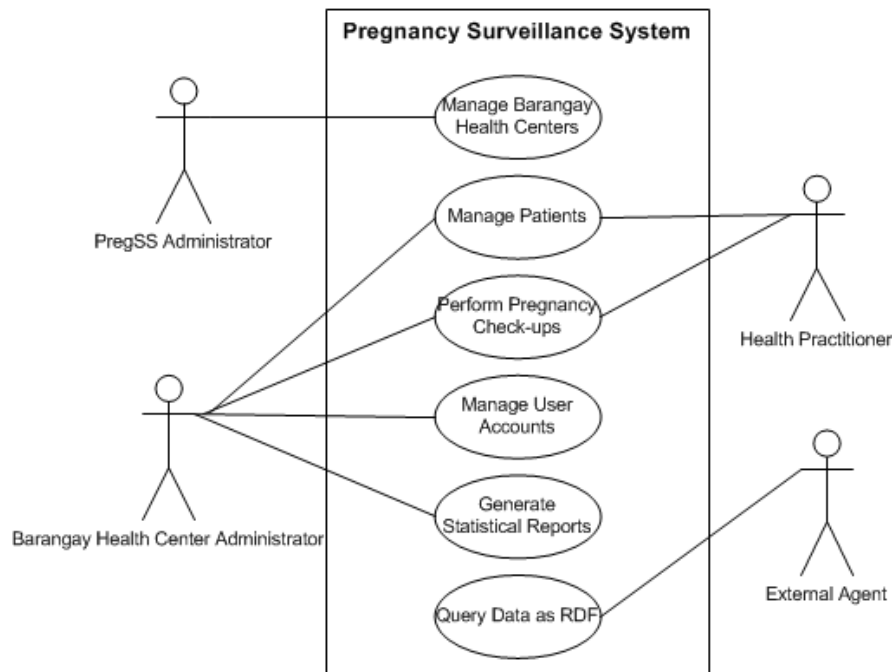 Pregnancy Surveillance System
Manage Barangay
Health Centers
PregSS Administrator
Manage Patients
Perform Pregnancy
Check-ups
Health Practitioner
Manage User
Accounts
Barangay Health Center Administrator
Generate
Statistical Reports
Query Data as RDF
External Agent